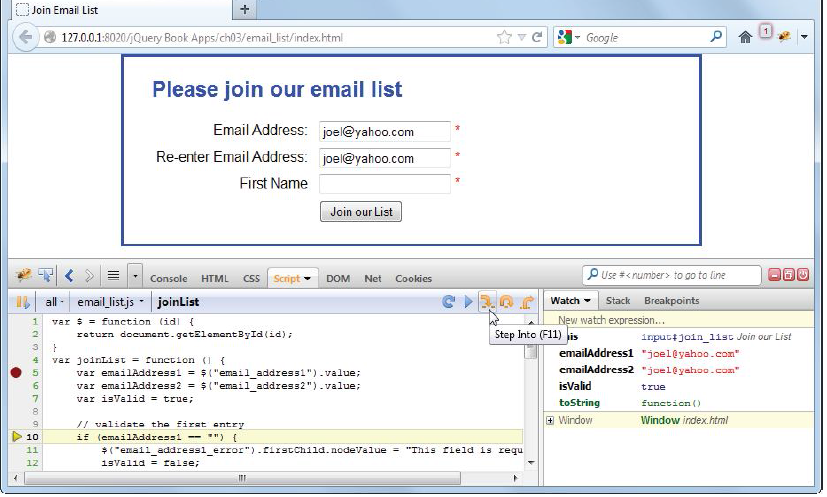 Join Email List
127.0.0.1:8020/jQuery Book Apps/ch03/email_list/index.html
Google
1
Please join our email list
Email Address: joel@yahoo.com *
Re-enter Email Address: joel@yahoo.com *
First Name *
Join our List
Console HTML CSS Script DOM Net Cookies
Use #<number> to go to line
all email_list.js joinList
Watch Stack Breakpoints
Step Into (F11)
1 var $ = function (id) {
2 return document.getElementById(id);
3 }
4 var joinList = function () {
5 var emailAddress1 = $("email_address1").value;
6 var emailAddress2 = $("email_address2").value;
7 var isValid = true;
8
9 // validate the first entry
10 if (emailAddress1 == "") {
11 $("email_address1_error").firstChild.nodeValue = "This field is requ
12 isValid = false;
New watch expression...
this input#join_list Join our List
emailAddress1 "joel@yahoo.com"
emailAddress2 "joel@yahoo.com"
isValid true
toString function()
Window Window index.html